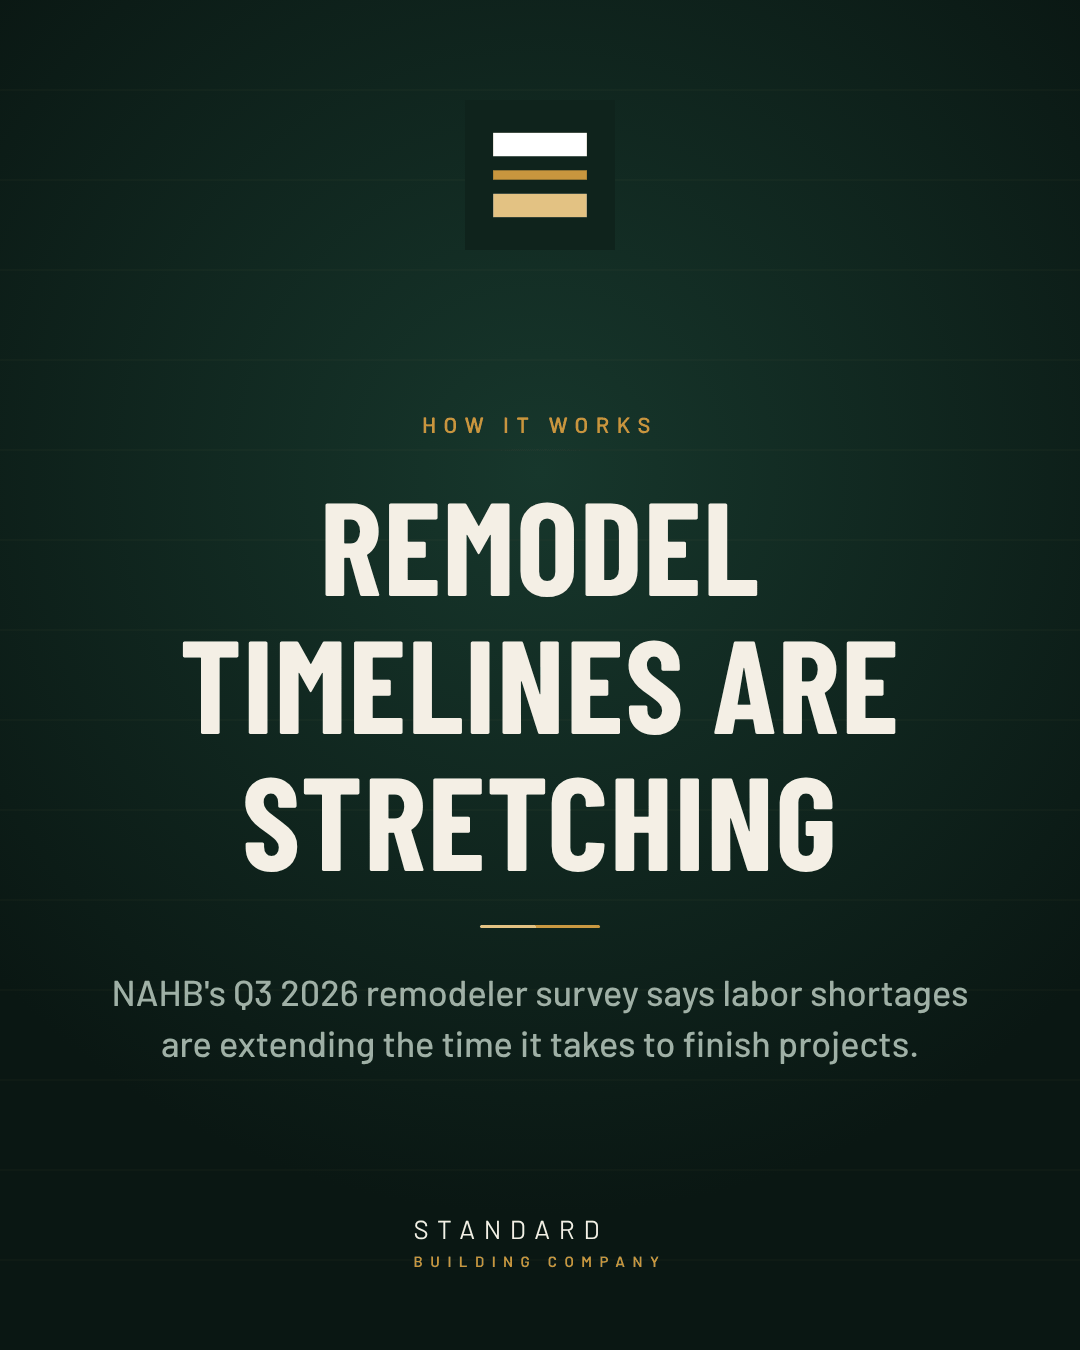 HOW IT WORKS
REMODEL
TIMELINES ARE
STRETCHING
NAHB's Q3 2026 remodeler survey says labor shortages
are extending the time it takes to finish projects.
STANDARD
BUILDING COMPANY